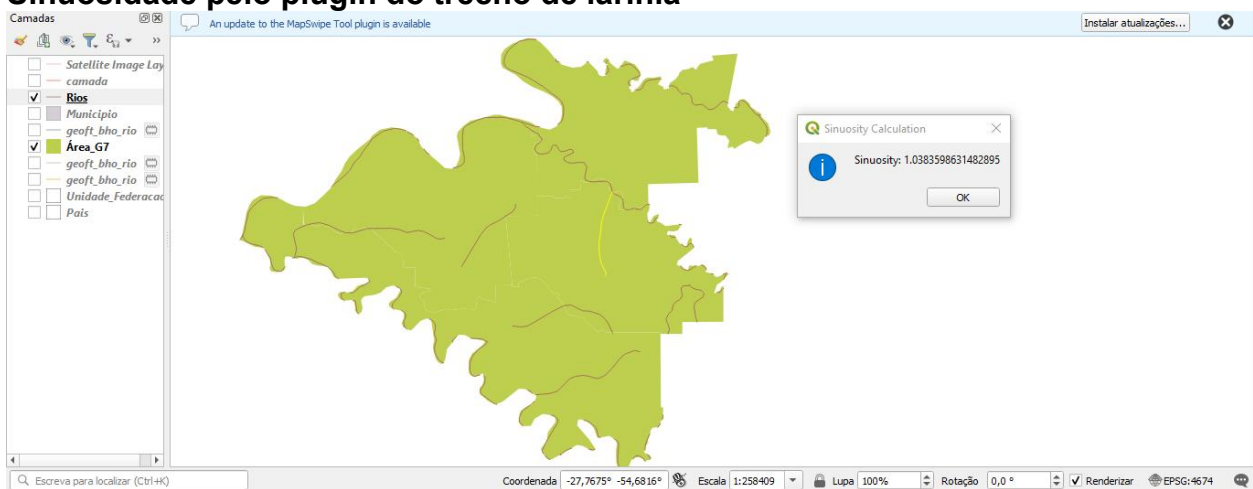 Sinuosidade pelo plugin do trecho de larinia
Camadas
An update to the MapSwipe Tool plugin is available
Instalar atualizações...
Satellite Image Lay
camada
Rios
Municipio
geoft_bho_rio
Área_G7
geoft_bho_rio
geoft_bho_rio
Unidade_Federacac
Pais
Sinuosity Calculation
Sinuosity: 1.0383598631482895
OK
Escreva para localizar (Ctrl+K)
Coordenada -27,7675° -54,6816° Escala 1:258409 Lupa 100% Rotação 0,0 ° Renderizar EPSG:4674